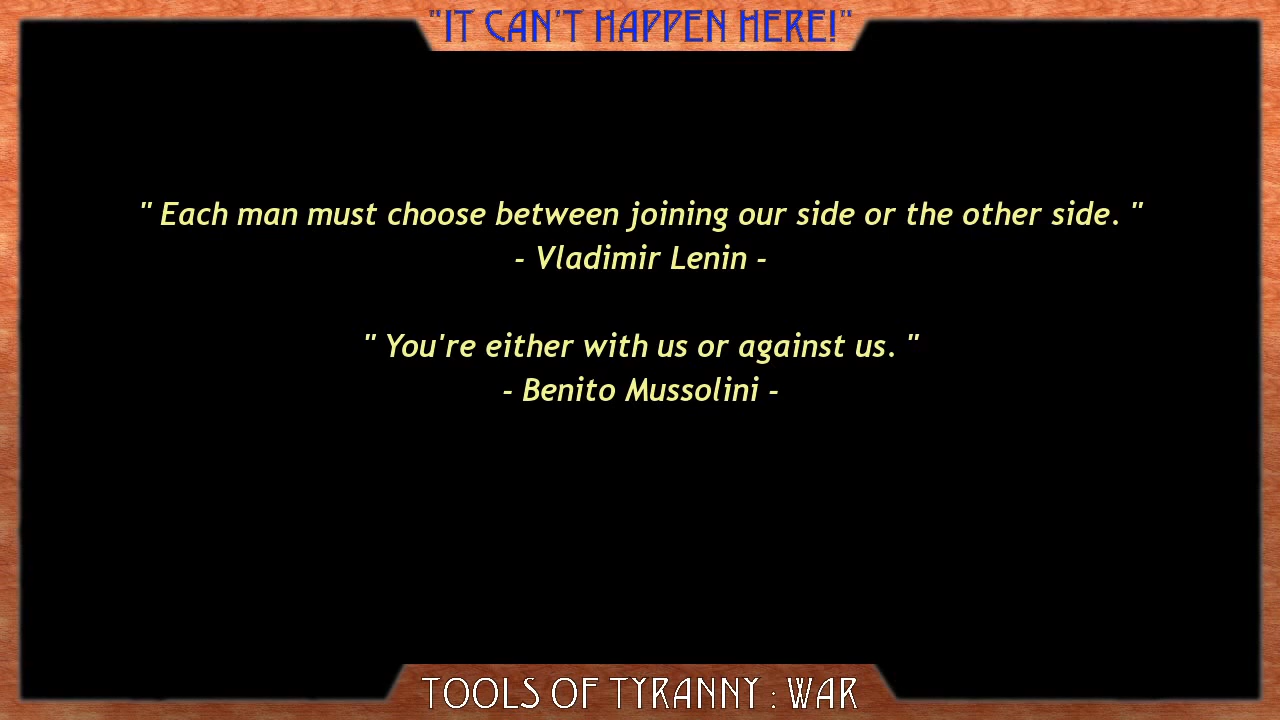 "IT CAN'T HAPPEN HERE!"
" Each man must choose between joining our side or the other side. "
- Vladimir Lenin -
" You're either with us or against us. "
- Benito Mussolini -
TOOLS OF TYRANNY : WAR